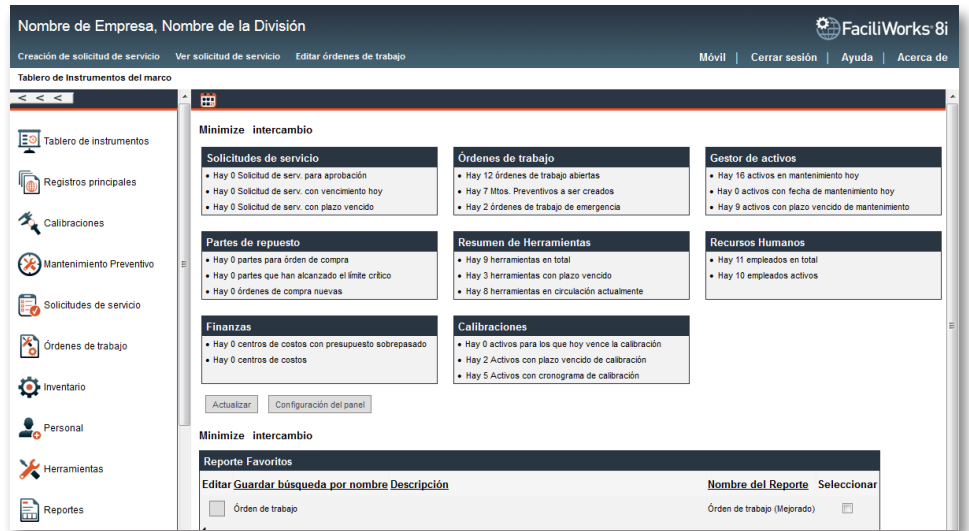 Nombre de Empresa, Nombre de la División
FaciliWorks 8i
Creación de solicitud de servicio Ver solicitud de servicio Editar órdenes de trabajo
Móvil | Cerrar sesión | Ayuda | Acerca de
Tablero de Instrumentos del marco
< < <
Tablero de instrumentos
Registros principales
Calibraciones
Mantenimiento Preventivo
Solicitudes de servicio
Órdenes de trabajo
Inventario
Personal
Herramientas
Reportes
Minimize intercambio
Solicitudes de servicio
• Hay 0 Solicitud de serv. para aprobación
• Hay 0 Solicitud de serv. con vencimiento hoy
• Hay 0 Solicitud de serv. con plazo vencido
Órdenes de trabajo
• Hay 12 órdenes de trabajo abiertas
• Hay 7 Mtos. Preventivos a ser creados
• Hay 2 órdenes de trabajo de emergencia
Gestor de activos
• Hay 16 activos en mantenimiento hoy
• Hay 0 activos con fecha de mantenimiento hoy
• Hay 9 activos con plazo vencido de mantenimiento
Partes de repuesto
• Hay 0 partes para órden de compra
• Hay 0 partes que han alcanzado el límite crítico
• Hay 0 órdenes de compra nuevas
Resumen de Herramientas
• Hay 9 herramientas en total
• Hay 3 herramientas con plazo vencido
• Hay 8 herramientas en circulación actualmente
Recursos Humanos
• Hay 11 empleados en total
• Hay 10 empleados activos
Finanzas
• Hay 0 centros de costos con presupuesto sobrepasado
• Hay 0 centros de costos
Calibraciones
• Hay 0 activos para los que hoy vence la calibración
• Hay 2 Activos con plazo vencido de calibración
• Hay 5 Activos con cronograma de calibración
Actualizar Configuración del panel
Minimize intercambio
Reporte Favoritos
Editar Guardar búsqueda por nombre Descripción Nombre del Reporte Seleccionar
Órden de trabajo Órden de trabajo (Mejorado)